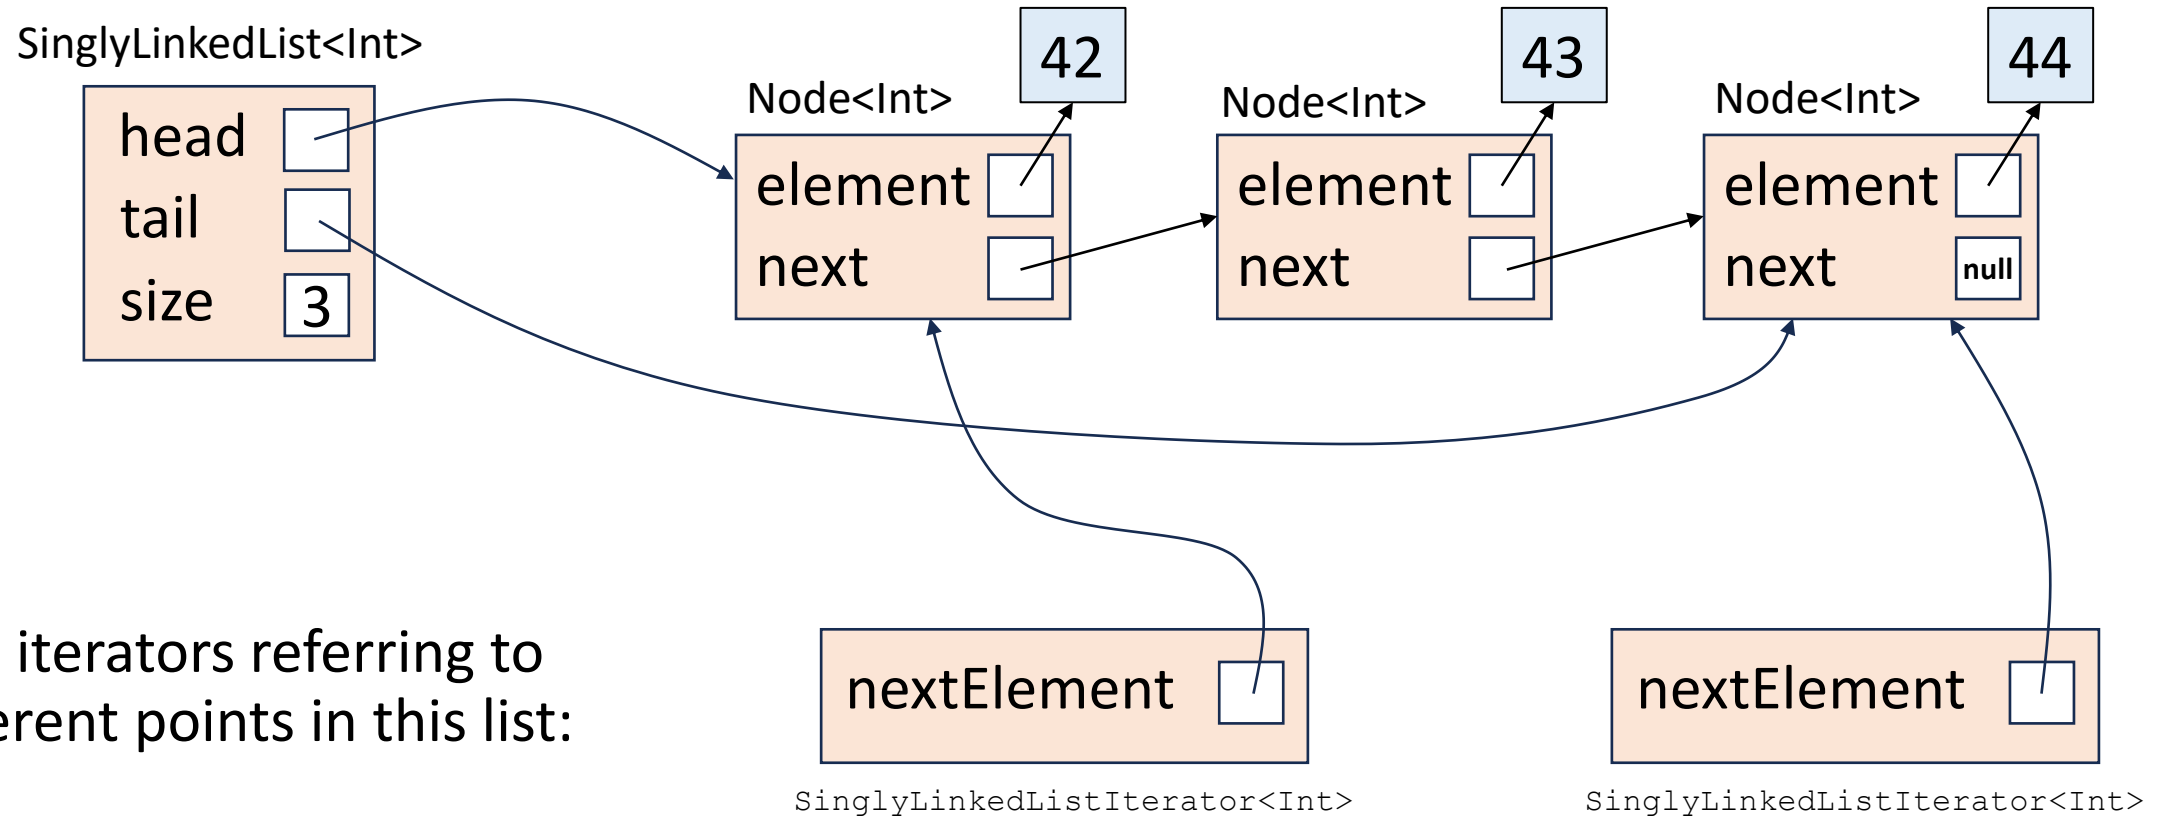 SinglyLinkedList<Int>
head
tail
size 3
42
Node<Int>
element
next
43
Node<Int>
element
next
44
Node<Int>
element
next null
iterators referring to
erent points in this list:
nextElement
SinglyLinkedListIterator<Int>
nextElement
SinglyLinkedListIterator<Int>